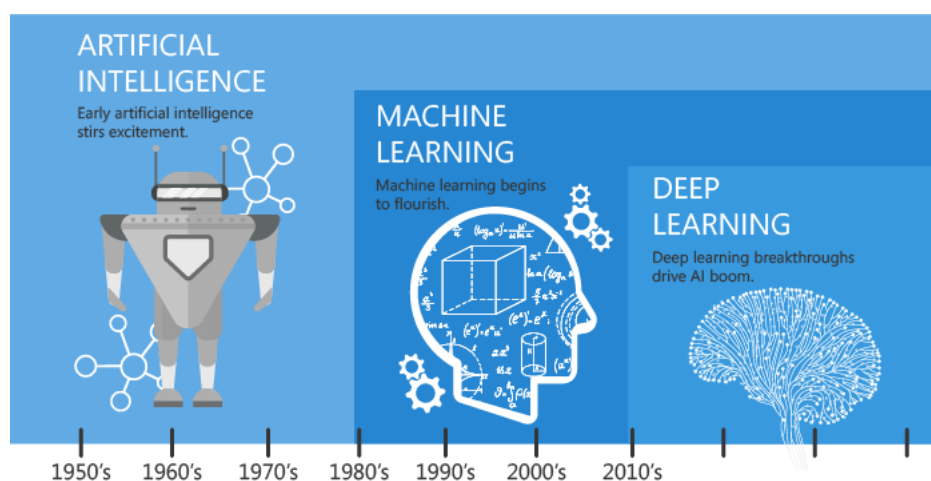 ARTIFICIAL
INTELLIGENCE
Early artificial intelligence
stirs excitement.
MACHINE
LEARNING
Machine learning begins
to flourish.
DEEP
LEARNING
Deep learning breakthroughs
drive AI boom.
1950's 1960's 1970's 1980's 1990's 2000's 2010's